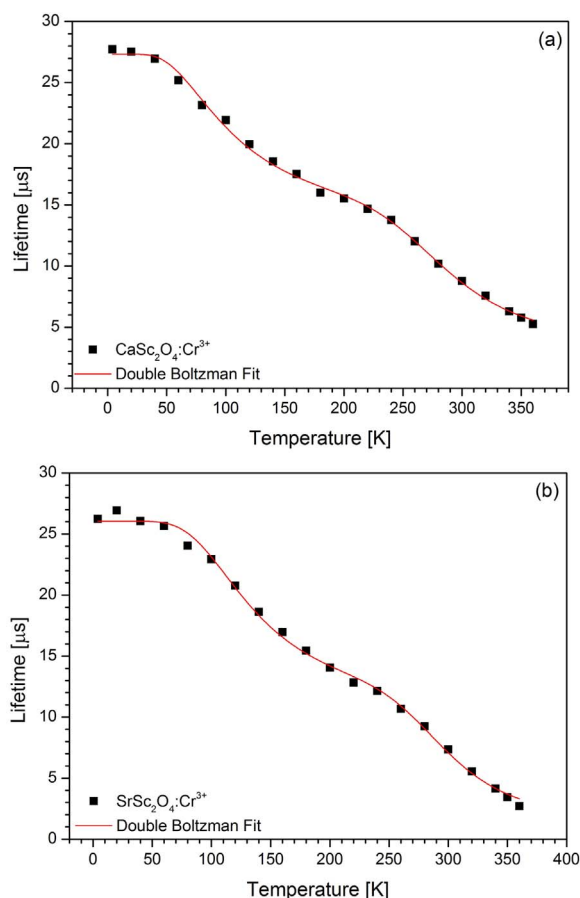 30
(a)
25
20
15
10
5
0
Lifetime [μs]
CaSc₂O₄:Cr³⁺
Double Boltzman Fit
0 50 100 150 200 250 300 350
Temperature [K]
30
(b)
25
20
15
10
5
0
Lifetime [μs]
SrSc₂O₄:Cr³⁺
Double Boltzman Fit
0 50 100 150 200 250 300 350 400
Temperature [K]